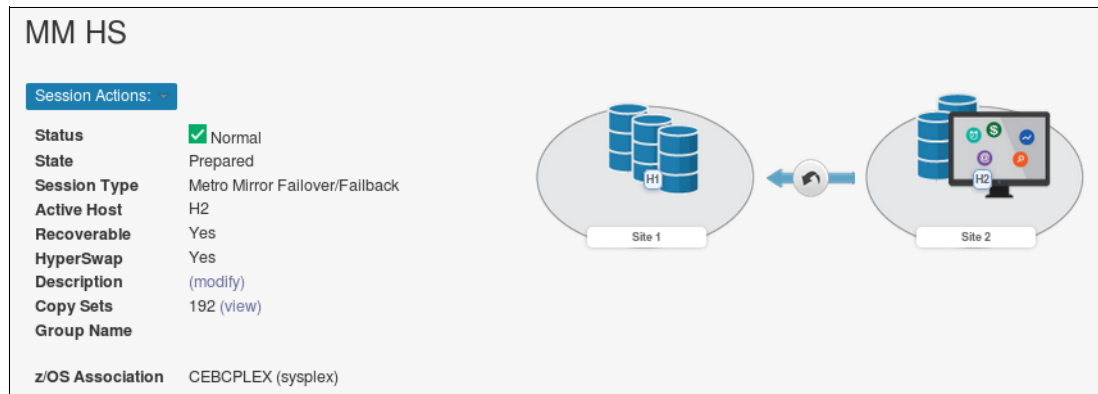 MM HS
Session Actions:
Status Normal
State Prepared
Session Type Metro Mirror Failover/Failback
Active Host H2
Recoverable Yes
HyperSwap Yes
Description (modify)
Copy Sets 192 (view)
Group Name
z/OS Association CEBCPLEX (sysplex)
H1
Site 1
$
H2
Site 2